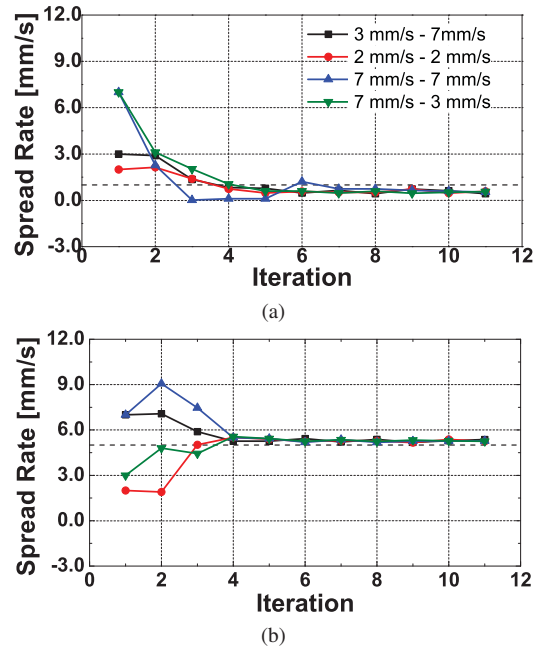 (a)
12.0
9.0
6.0
3.0
0.0
-3.0
Spread Rate [mm/s]
3 mm/s - 7mm/s
2 mm/s - 2 mm/s
7 mm/s - 7 mm/s
7 mm/s - 3 mm/s
0 2 4 6 8 10 12
Iteration
(a)
12.0
9.0
6.0
3.0
0.0
-3.0
Spread Rate [mm/s]
0 2 4 6 8 10 12
Iteration
(b)